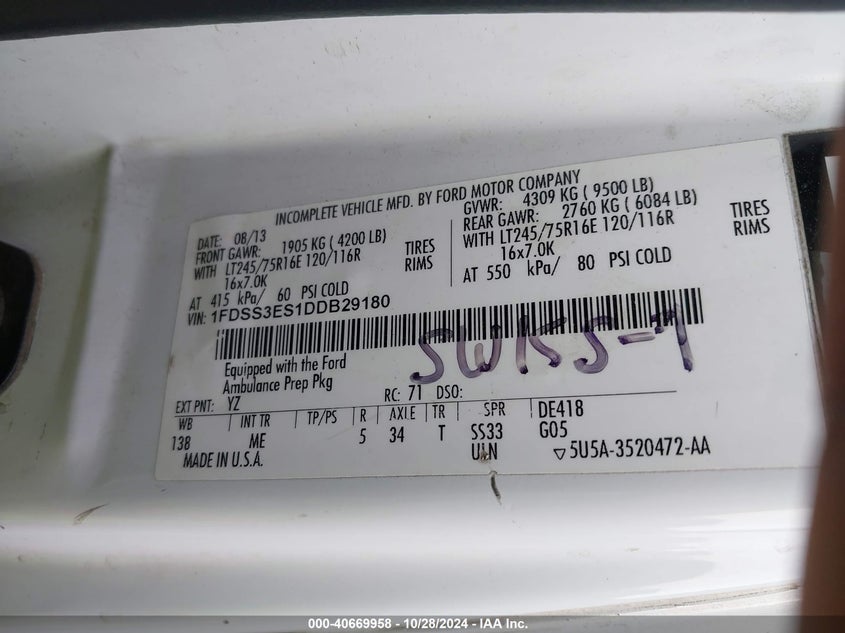 INCOMPLETE VEHICLE MFD. BY FORD MOTOR COMPANY
DATE: 08/13
FRONT GAWR: 1905 KG ( 4200 LB)
WITH LT245/75R16E 120/116R TIRES
16x7.0K RIMS
AT 415 kPa/ 60 PSI COLD
GVWR: 4309 KG ( 9500 LB)
REAR GAWR: 2760 KG ( 6084 LB)
WITH LT245/75R16E 120/116R TIRES
16x7.0K RIMS
AT 550 kPa/ 80 PSI COLD
VIN: 1FDSS3ES1DDB29180
Equipped with the Ford
Ambulance Prep Pkg
RC: 71 DSO:
EXT PNT: YZ
WB INT TR TP/PS R AXLE TR SPR DE418
138 ME 5 34 T SS33 G05
MADE IN U.S.A. ▽5U5A-3520472-AA
000-40669958 - 10/28/2024 - IAA Inc.